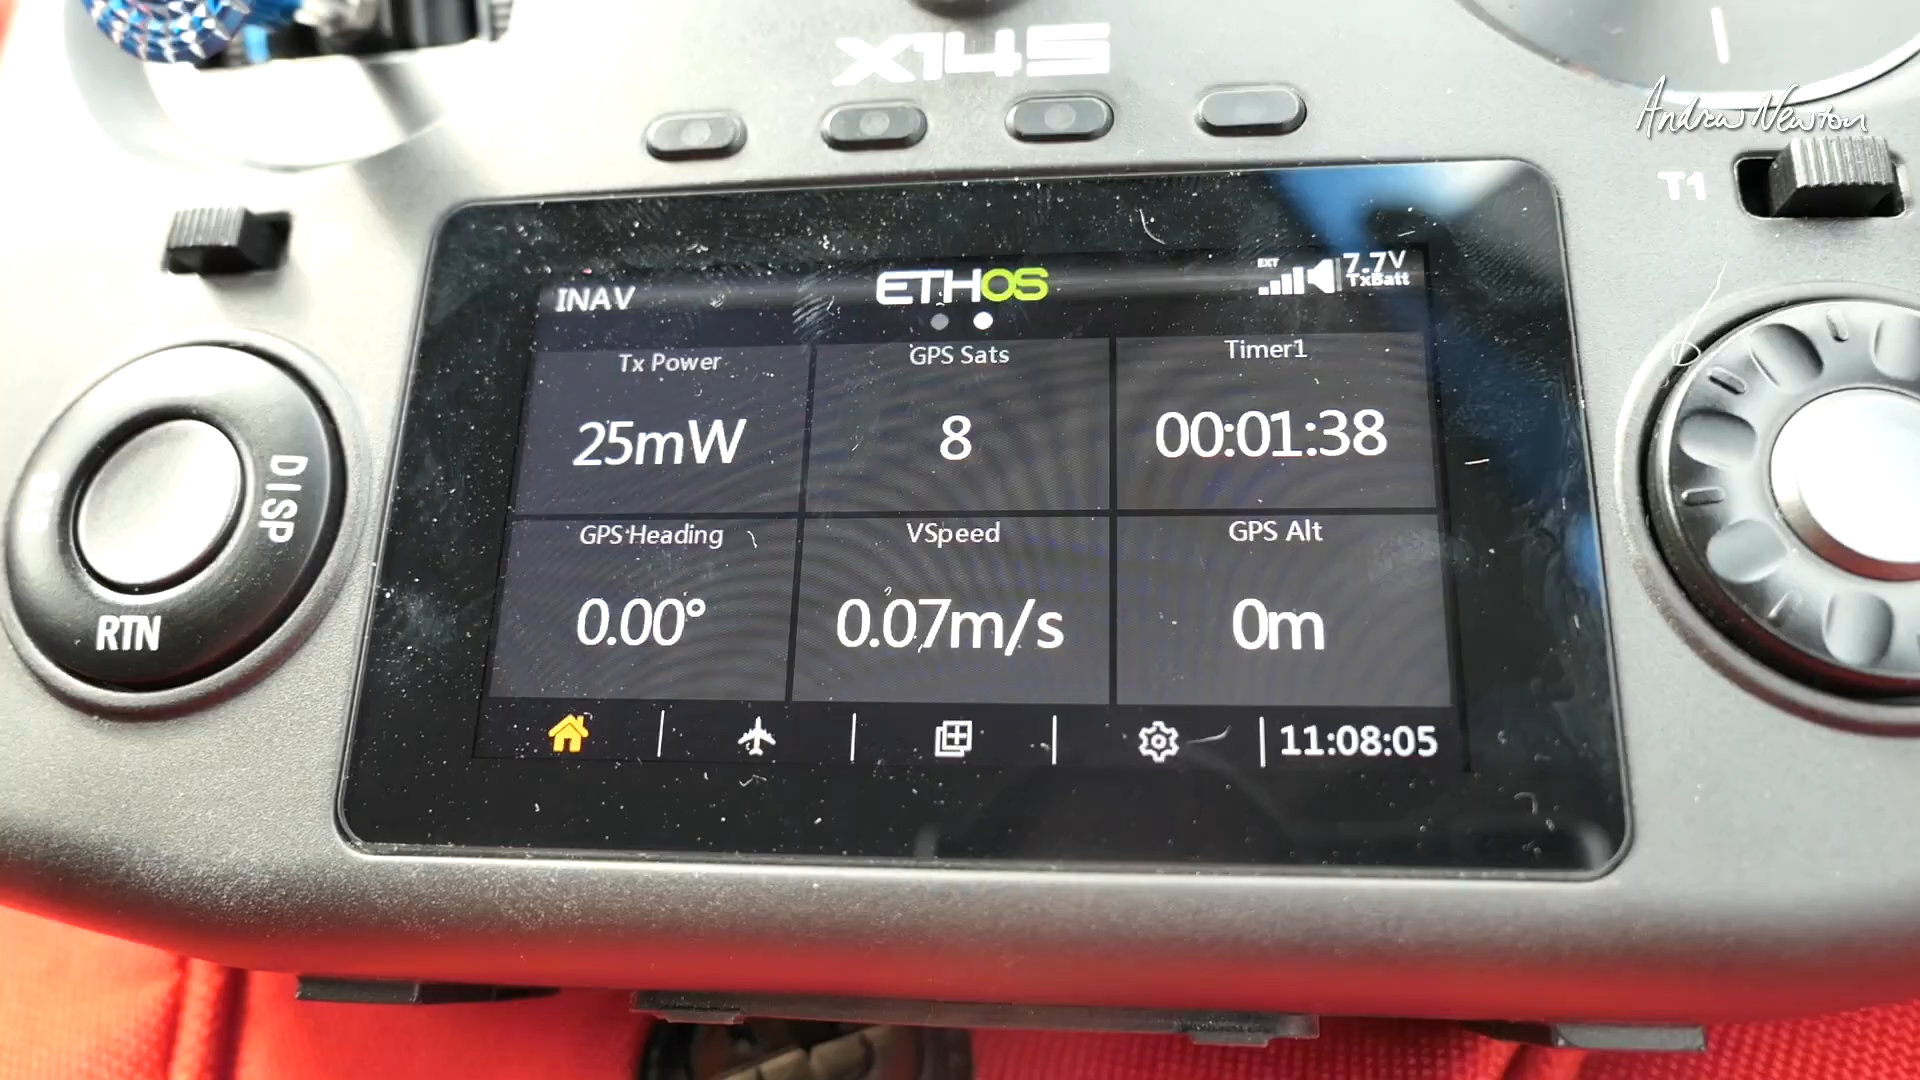 X14S
Andrew Newton
T1
INAV
ETHOS
EXT
7.7V
TxBatt
Tx Power
GPS Sats
Timer1
25mW
8
00:01:38
GPS Heading
VSpeed
GPS Alt
0.00°
0.07m/s
0m
11:08:05
DISP
RTN